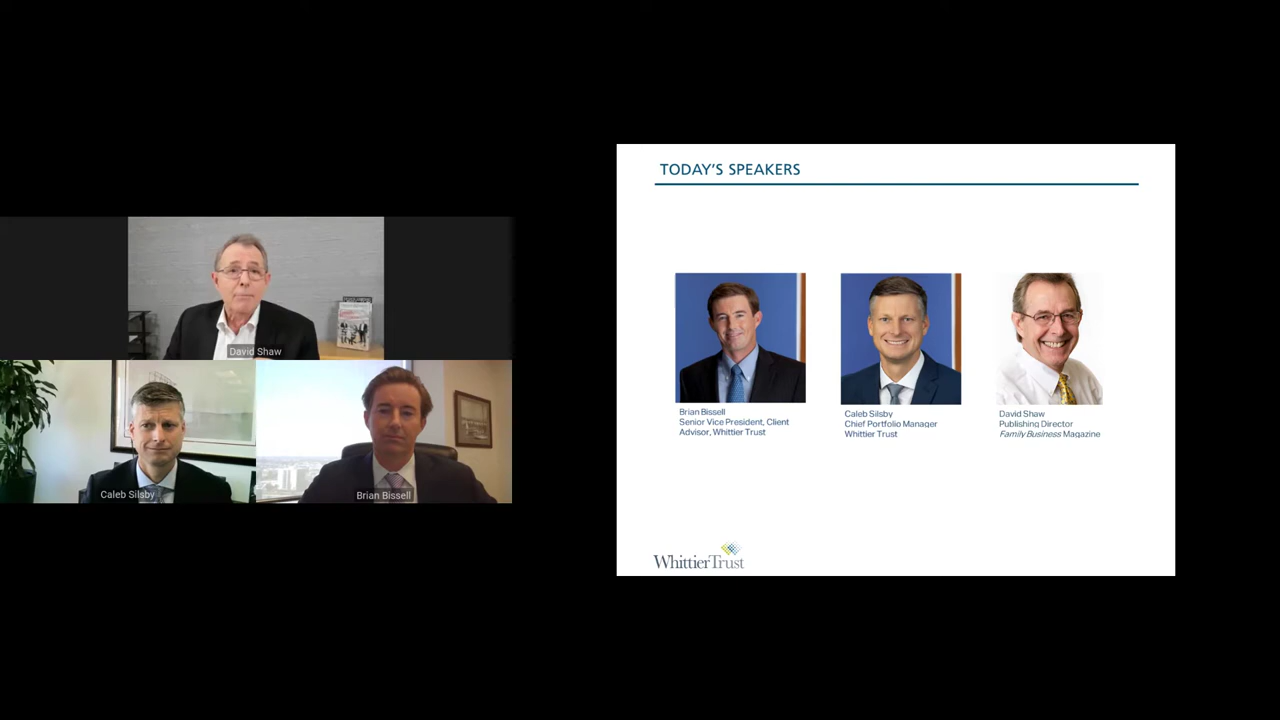 David Shaw
Caleb Silsby
Brian Bissell
TODAY'S SPEAKERS
Brian Bissell
Senior Vice President, Client
Advisor, Whittier Trust
Caleb Silsby
Chief Portfolio Manager
Whittier Trust
David Shaw
Publishing Director
Family Business Magazine
WhittierTrust